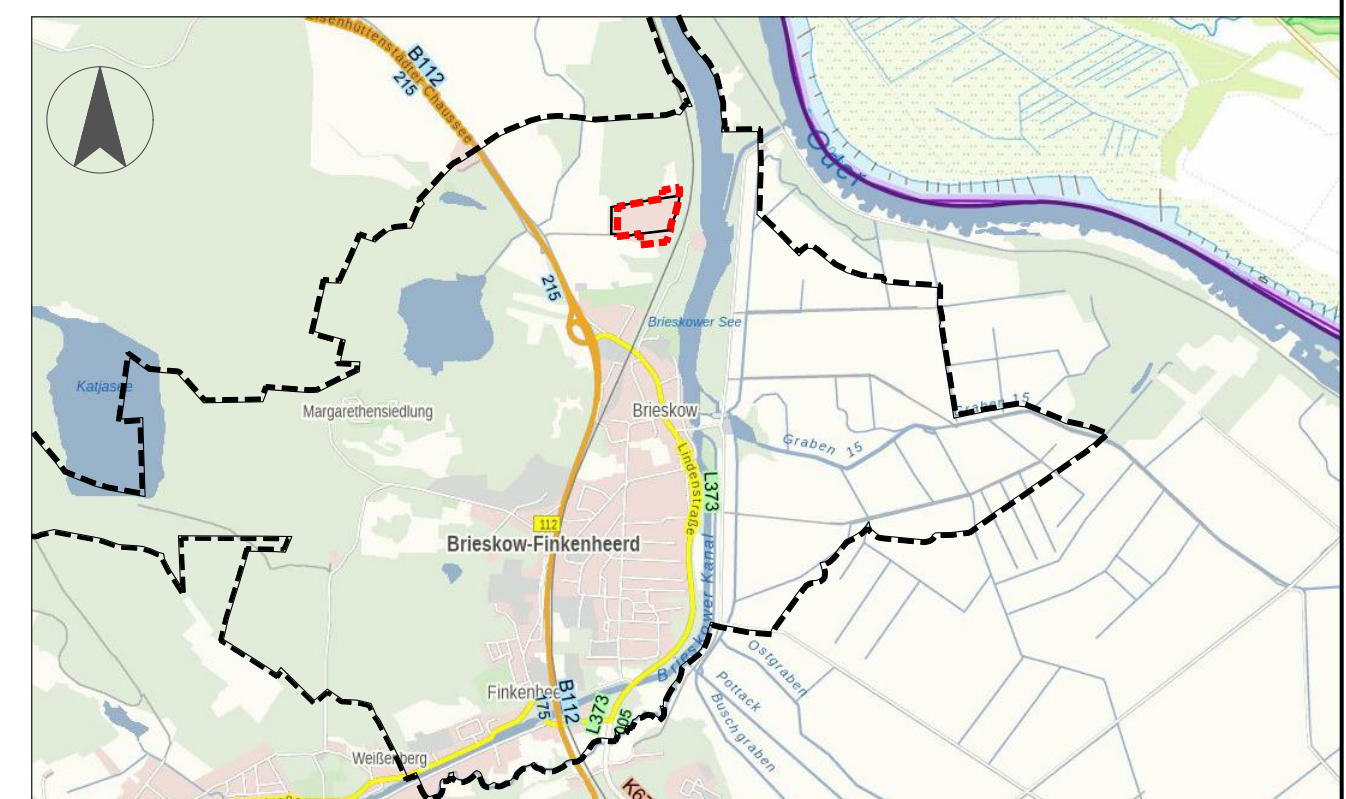 Eisenhüttenstädter Chaussee
B112
215
Oder
215
Brieskower See
Katjasee
Margarethensiedlung
Brieskow
Graben 15
Graben 15
Lindenstraße
L373
112
Brieskow-Finkenheerd
Brieskower Kanal
Ostgraben
Pottack
Buschgraben
B112
175
L373
005
Weißenberg